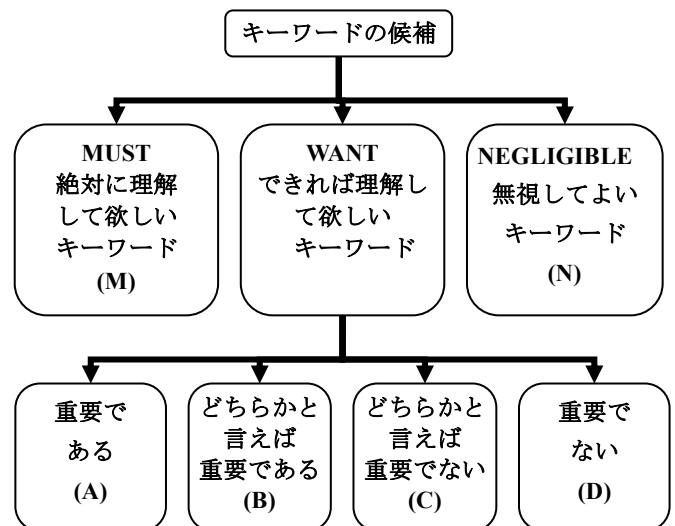 キーワードの候補
MUST
絶対に理解
して欲しい
キーワード
(M)
WANT
できれば理解し
て欲しい
キーワード
NEGLIGIBLE
無視してよい
キーワード
(N)
重要で
ある
(A)
どちらかと
言えば
重要である
(B)
どちらかと
言えば
重要でない
(C)
重要で
ない
(D)